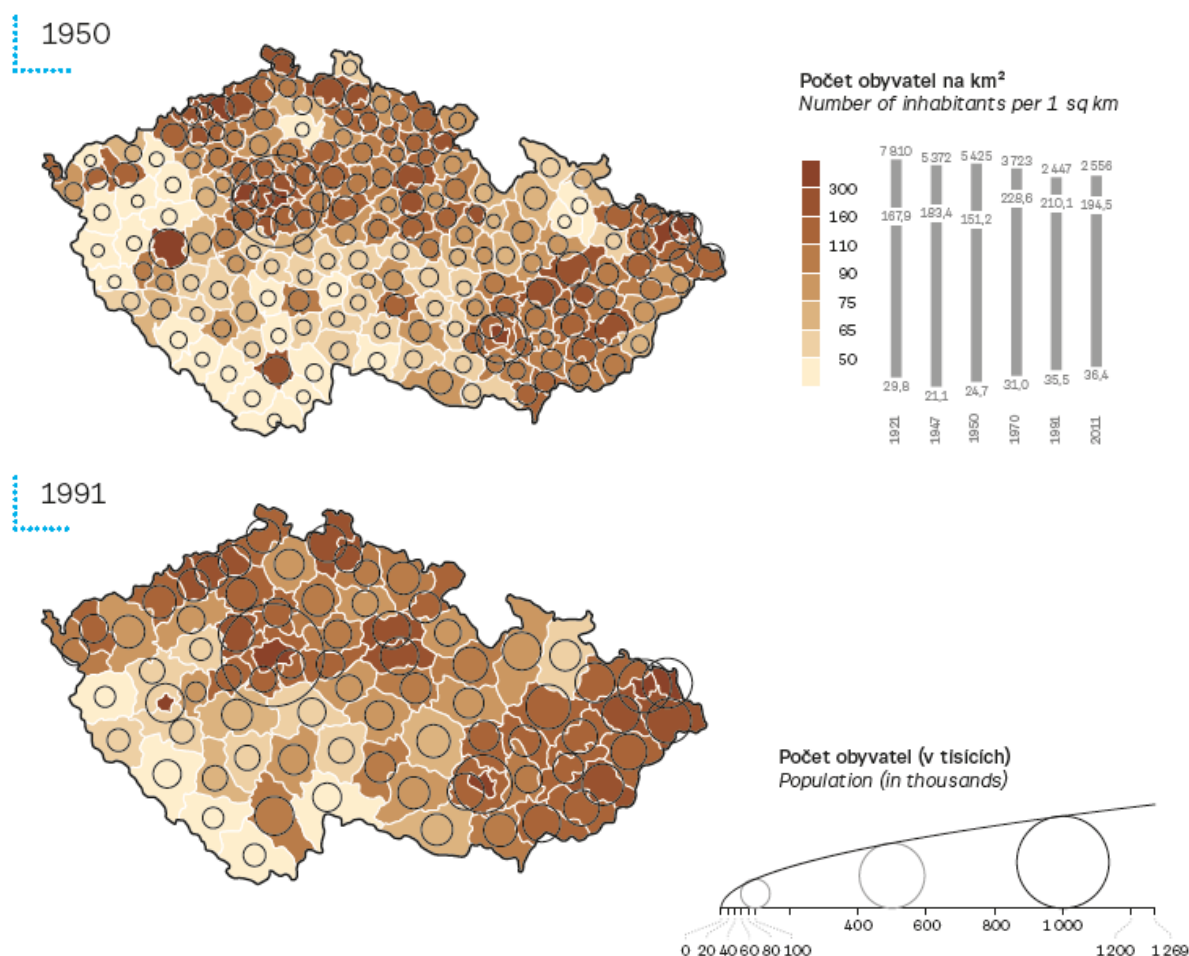 1950
Počet obyvatel na km²
Number of inhabitants per 1 sq km
300
160
110
90
75
65
50
7 810 5 372 5 425 3 723 2 447 2 556
167,9 183,4 151,2 228,6 210,1 194,5
29,8 21,1 24,7 31,0 35,5 36,4
1921 1947 1950 1970 1991 2011
1991
Počet obyvatel (v tisících)
Population (in thousands)
400 600 800 1 000
0 20 40 60 80 100 1 200 1 269